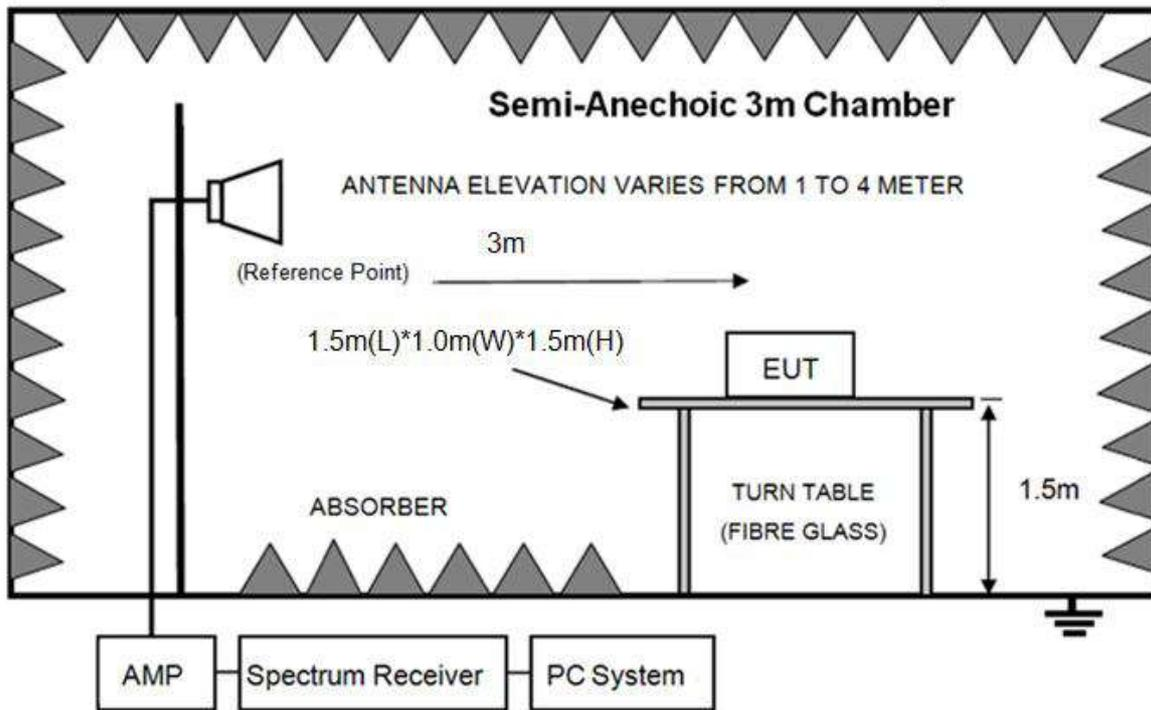 Semi-Anechoic 3m Chamber
ANTENNA ELEVATION VARIES FROM 1 TO 4 METER
3m
(Reference Point)
1.5m(L)*1.0m(W)*1.5m(H)
EUT
ABSORBER
TURN TABLE
(FIBRE GLASS)
1.5m
AMP
Spectrum Receiver
PC System